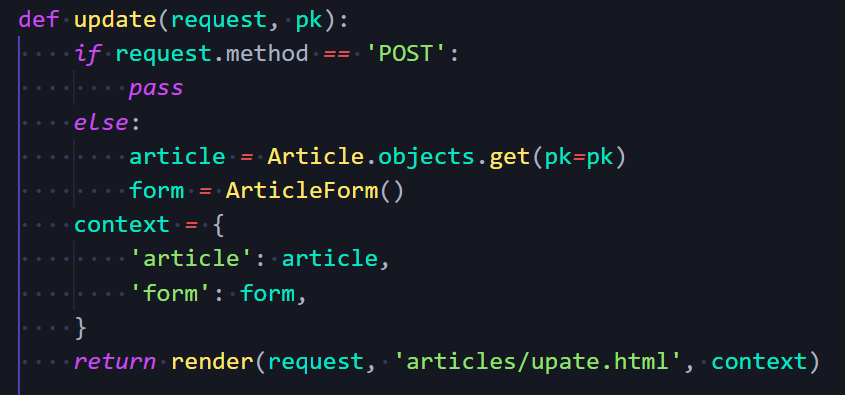 def update(request, pk):
    if request.method == 'POST':
        pass
    else:
        article = Article.objects.get(pk=pk)
        form = ArticleForm()
    context = {
        'article': article,
        'form': form,
    }
    return render(request, 'articles/upate.html', context)